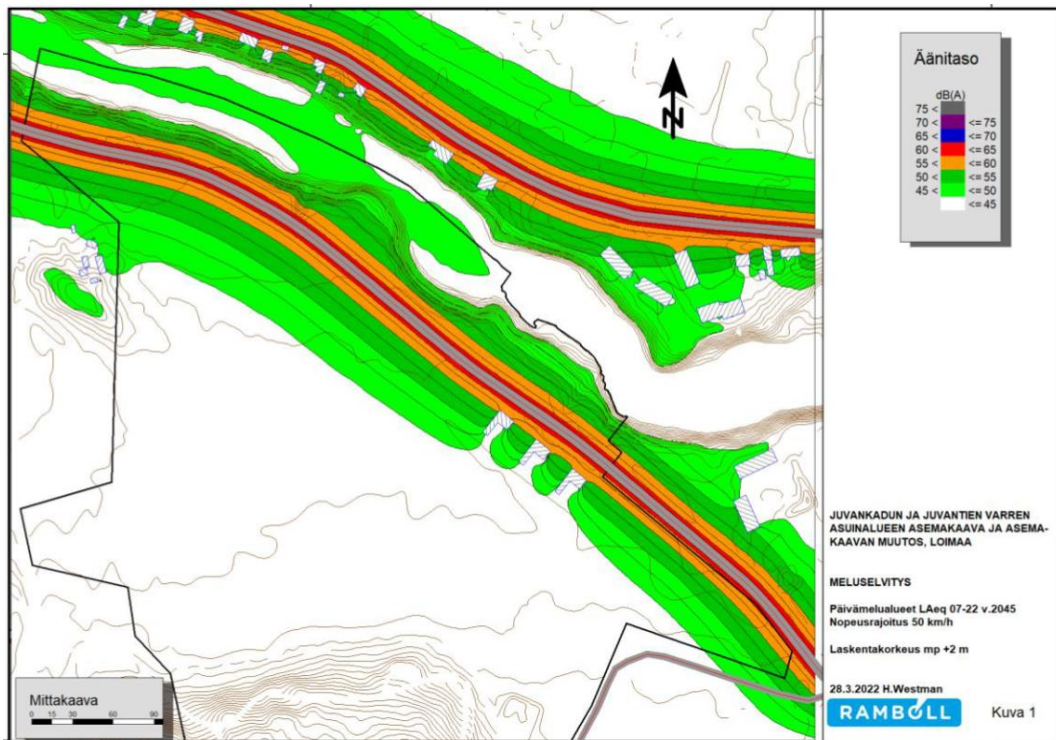 N
Äänitaso
dB(A)
75 <
70 < <= 75
65 < <= 70
60 < <= 65
55 < <= 60
50 < <= 55
45 < <= 50
<= 45
JUVANKADUN JA JUVANTIEN VARREN
ASUINALUEEN ASEMAKAAVA JA ASEMA-
KAAVAN MUUTOS, LOIMAA
MELUSELVITYS
Päivämelualueet LAeq 07-22 v.2045
Nopeusrajoitus 50 km/h
Laskentakorkeus mp +2 m
28.3.2022 H.Westman
RAMBOLL Kuva 1
Mittakaava
0 15 30 60 90